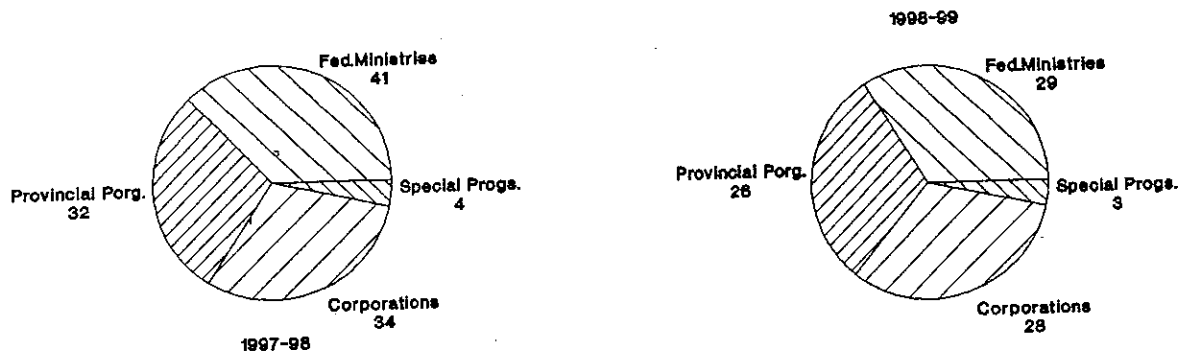 Fed.Ministries
41
Provincial Porg.
32
Special Progs.
4
Corporations
34
1997-98
1998-99
Fed.Ministries
29
Provincial Porg.
26
Special Progs.
3
Corporations
28